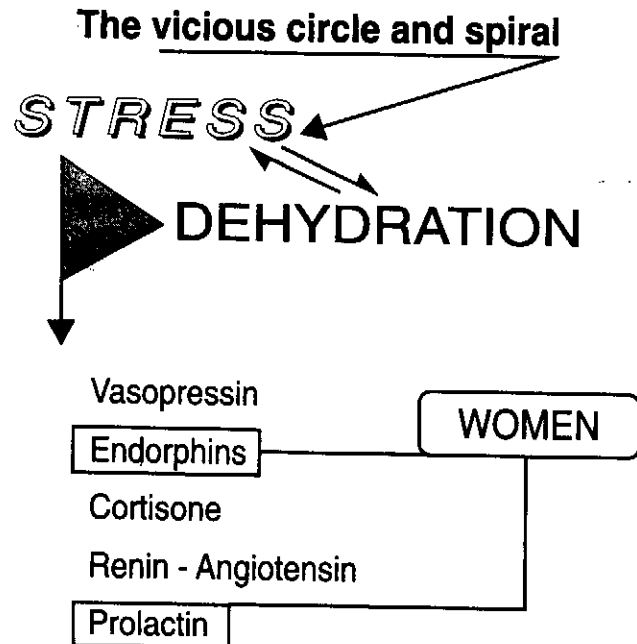 The vicious circle and spiral
STRESS
DEHYDRATION
Vasopressin
WOMEN
Endorphins
Cortisone
Renin - Angiotensin
Prolactin